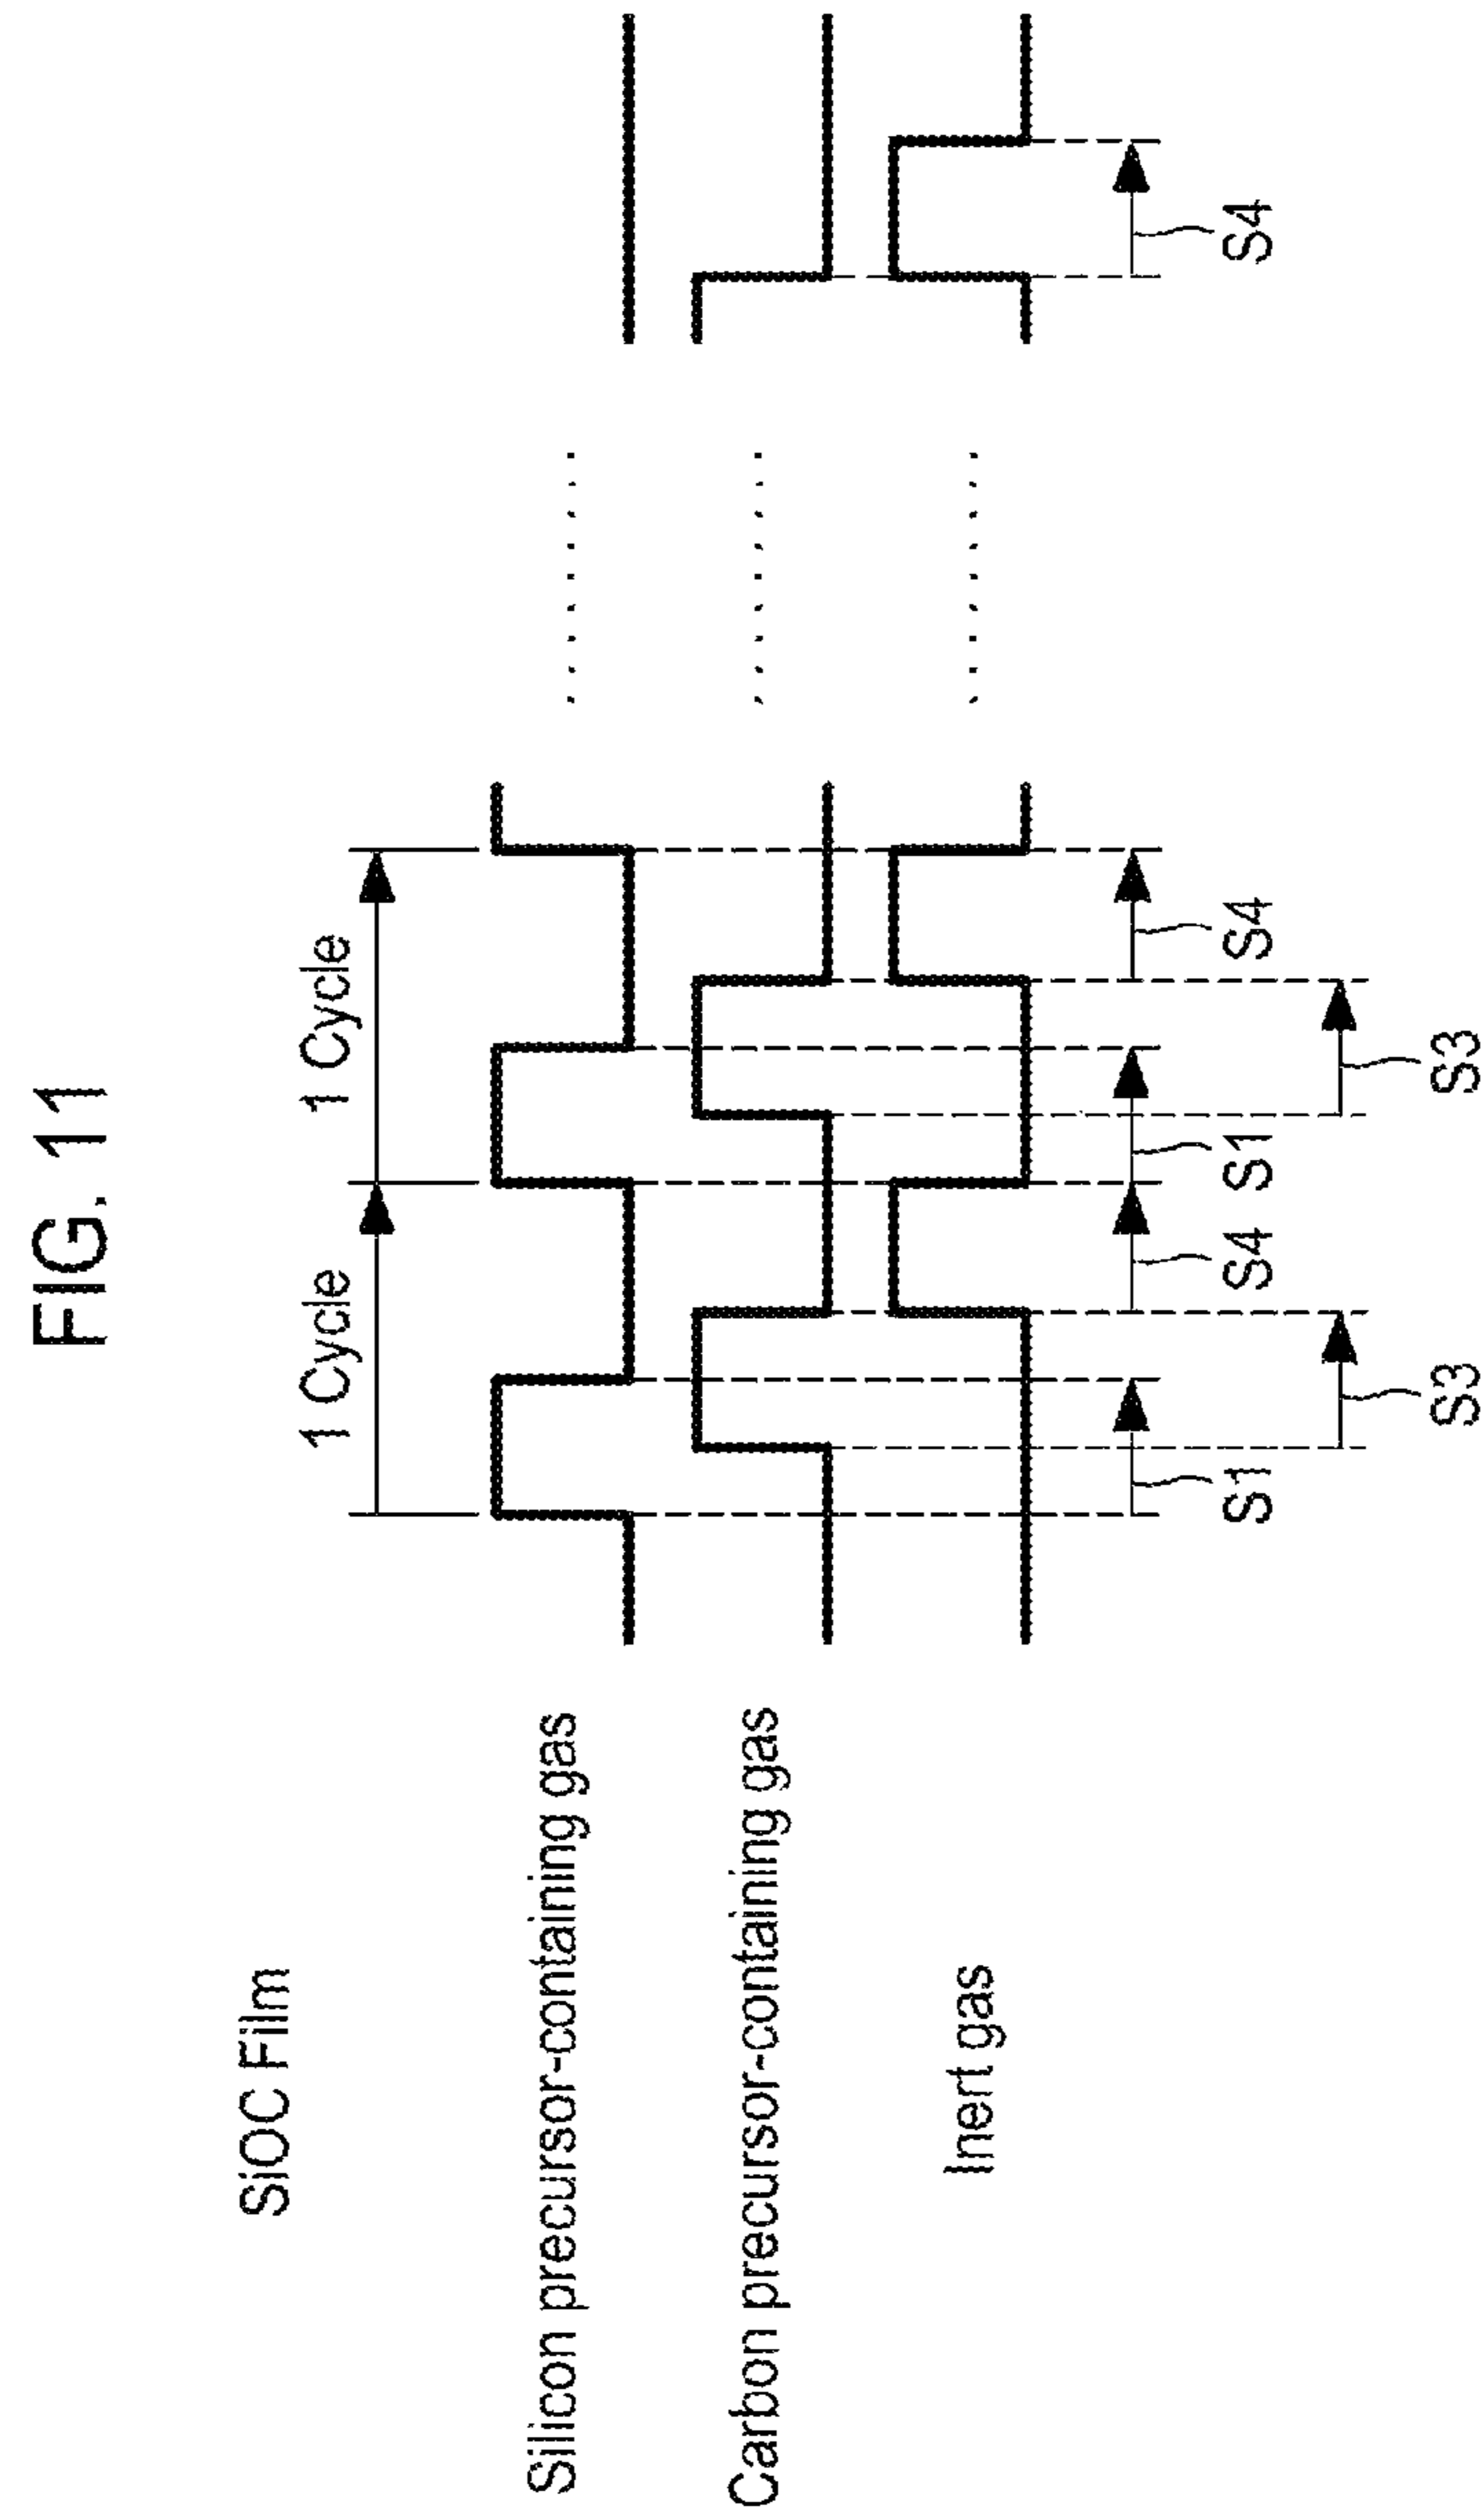 FIG. 11
SiOC Film
1 Cycle
1 Cycle
Silicon precursor-containing gas
Carbon precursor-containing gas
Inert gas
S1
S4
S1
S4
S4
S3
S3